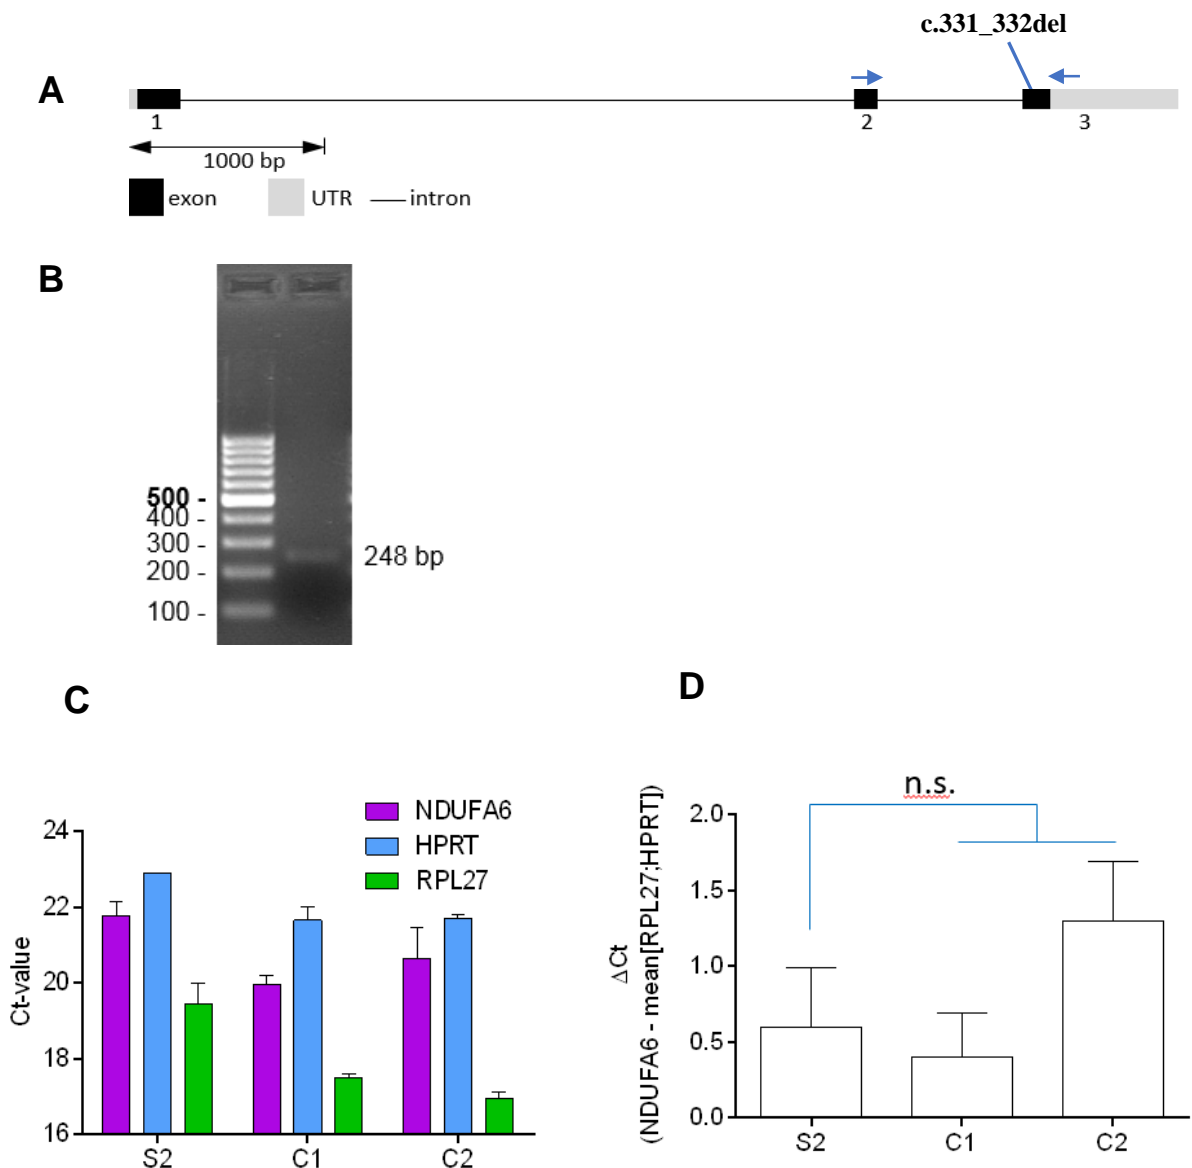 c.331_332del
A
1
2
3
1000 bp
exon
UTR
intron
B
500 -
400 -
300 -
200 -
100 -
248 bp
C
NDUFA6
HPRT
RPL27
Ct-value
24
22
20
18
16
S2
C1
C2
D
n.s.
ΔCt
(NDUFA6 - mean[RPL27;HPRT])
2.0
1.5
1.0
0.5
0.0
S2
C1
C2